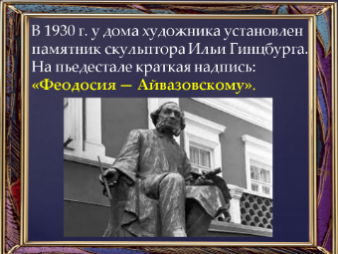 В 1930 г. у дома художника установлен
памятник скульптора Ильи Гинцбурга.
На пьедестале краткая надпись:
«Феодосия — Айвазовскому».